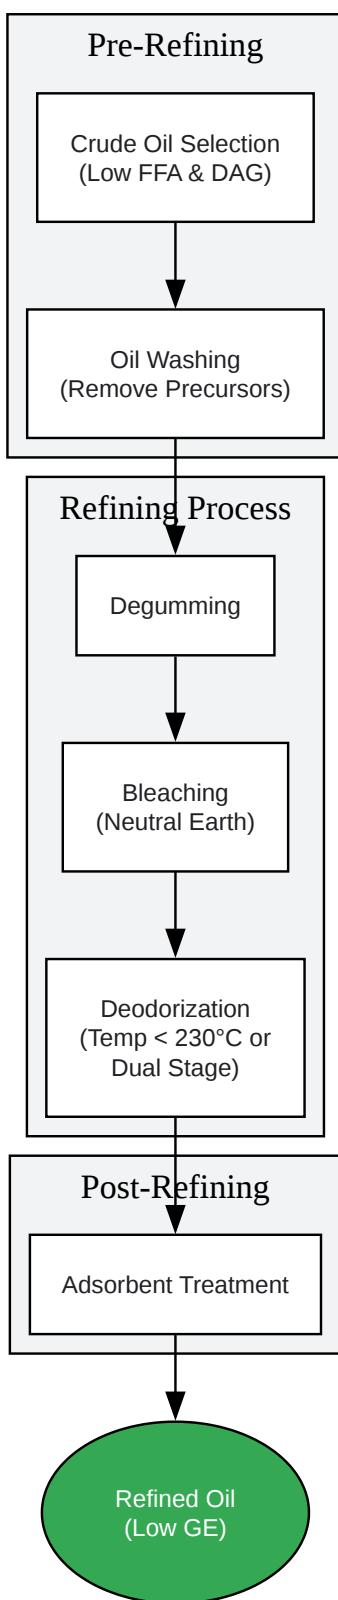 Pre-Refining
Crude Oil Selection
(Low FFA & DAG)
Oil Washing
(Remove Precursors)
Refining Process
Degumming
Bleaching
(Neutral Earth)
Deodorization
(Temp < 230°C or
Dual Stage)
Post-Refining
Adsorbent Treatment
Refined Oil
(Low GE)